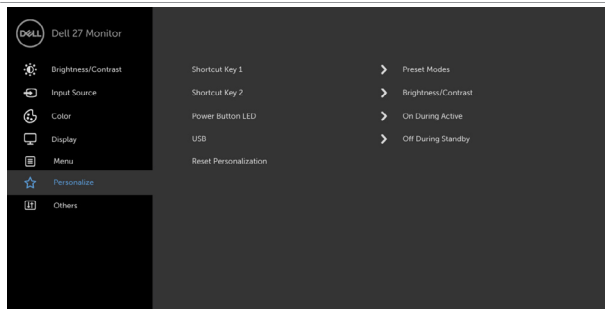 DELL Dell 27 Monitor
Brightness/Contrast
Input Source
Color
Display
Menu
Personalize
Others
Shortcut Key 1 Preset Modes
Shortcut Key 2 Brightness/Contrast
Power Button LED On During Active
USB Off During Standby
Reset Personalization